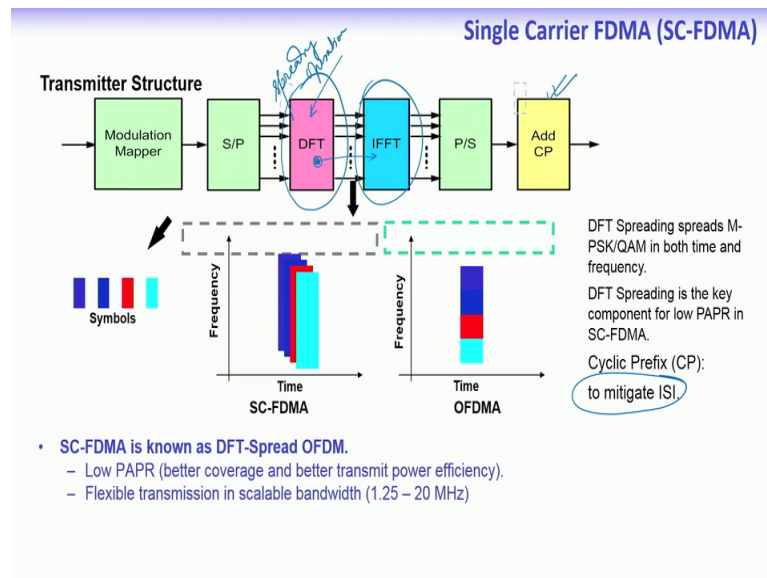 Single Carrier FDMA (SC-FDMA)
Transmitter Structure
Modulation
Mapper
S/P
DFT
IFFT
P/S
Add
CP
Symbols
Frequency
Time
SC-FDMA
Frequency
Time
OFDMA
DFT Spreading spreads M-
PSK/QAM in both time and
frequency.
DFT Spreading is the key
component for low PAPR in
SC-FDMA.
Cyclic Prefix (CP):
to mitigate ISI.
• SC-FDMA is known as DFT-Spread OFDM.
– Low PAPR (better coverage and better transmit power efficiency).
– Flexible transmission in scalable bandwidth (1.25 – 20 MHz)